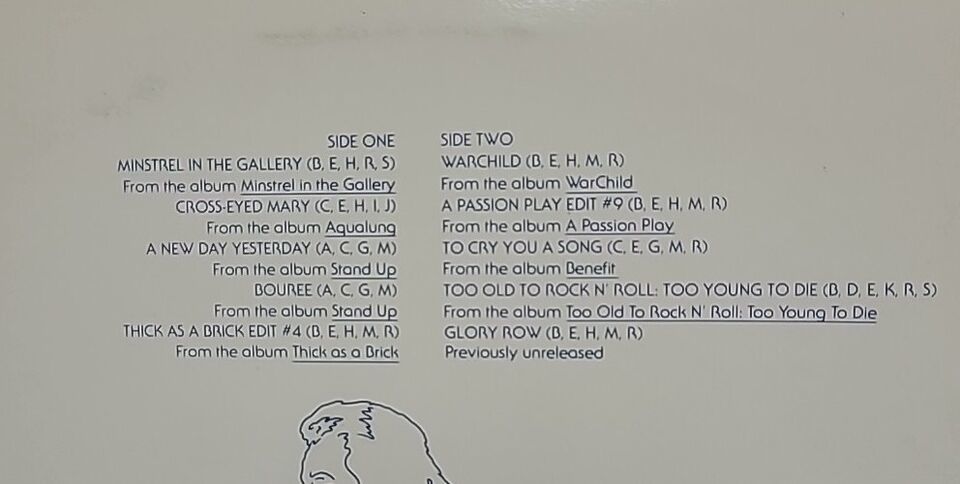 SIDE ONE
MINSTREL IN THE GALLERY (B, E, H, R, S)
From the album Minstrel in the Gallery
CROSS-EYED MARY (C, E, H, I, J)
From the album Aqualung
A NEW DAY YESTERDAY (A, C, G, M)
From the album Stand Up
BOUREE (A, C, G, M)
From the album Stand Up
THICK AS A BRICK EDIT #4 (B, E, H, M, R)
From the album Thick as a Brick
SIDE TWO
WARCHILD (B, E, H, M, R)
From the album WarChild
A PASSION PLAY EDIT #9 (B, E, H, M, R)
From the album A Passion Play
TO CRY YOU A SONG (C, E, G, M, R)
From the album Benefit
TOO OLD TO ROCK N' ROLL: TOO YOUNG TO DIE (B, D, E, K, R, S)
From the album Too Old To Rock N' Roll: Too Young To Die
GLORY ROW (B, E, H, M, R)
Previously unreleased